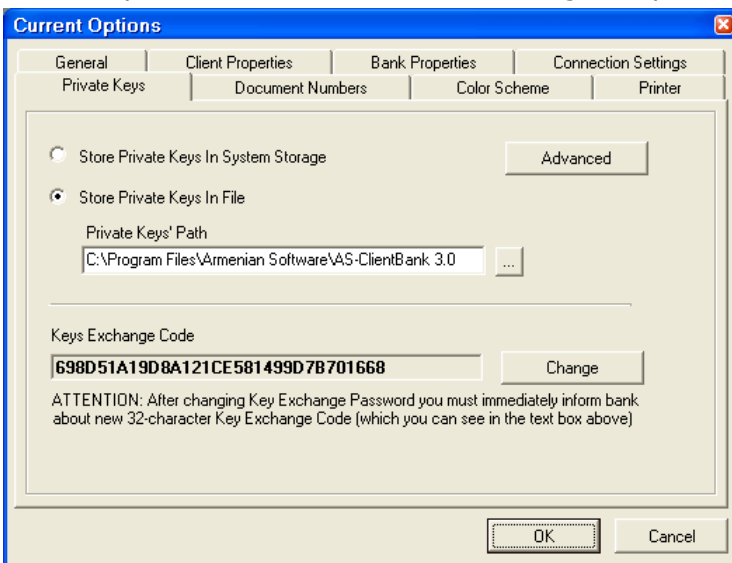 Current Options
General Client Properties Bank Properties Connection Settings
Private Keys Document Numbers Color Scheme Printer
Store Private Keys In System Storage
Advanced
Store Private Keys In File
Private Keys' Path
C:\Program Files\Armenian Software\AS-ClientBank 3.0
...
Keys Exchange Code
698D51A19D8A121CE581499D7B701668
Change
ATTENTION: After changing Key Exchange Password you must immediately inform bank
about new 32-character Key Exchange Code (which you can see in the text box above)
OK Cancel